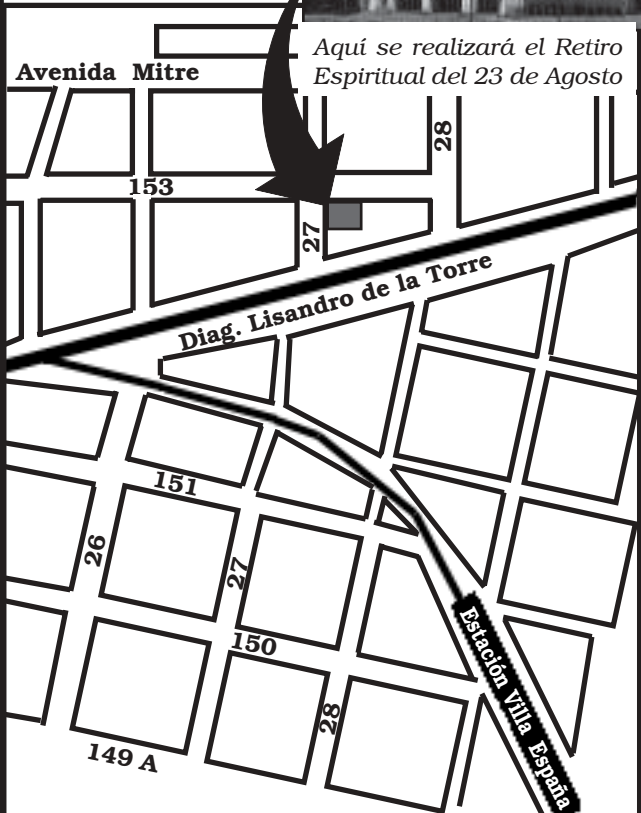 Aquí se realizará el Retiro
Espiritual del 23 de Agosto
Avenida Mitre
28
153
27
Diag. Lisandro de la Torre
151
26
27
150
Estación Villa España
28
149 A